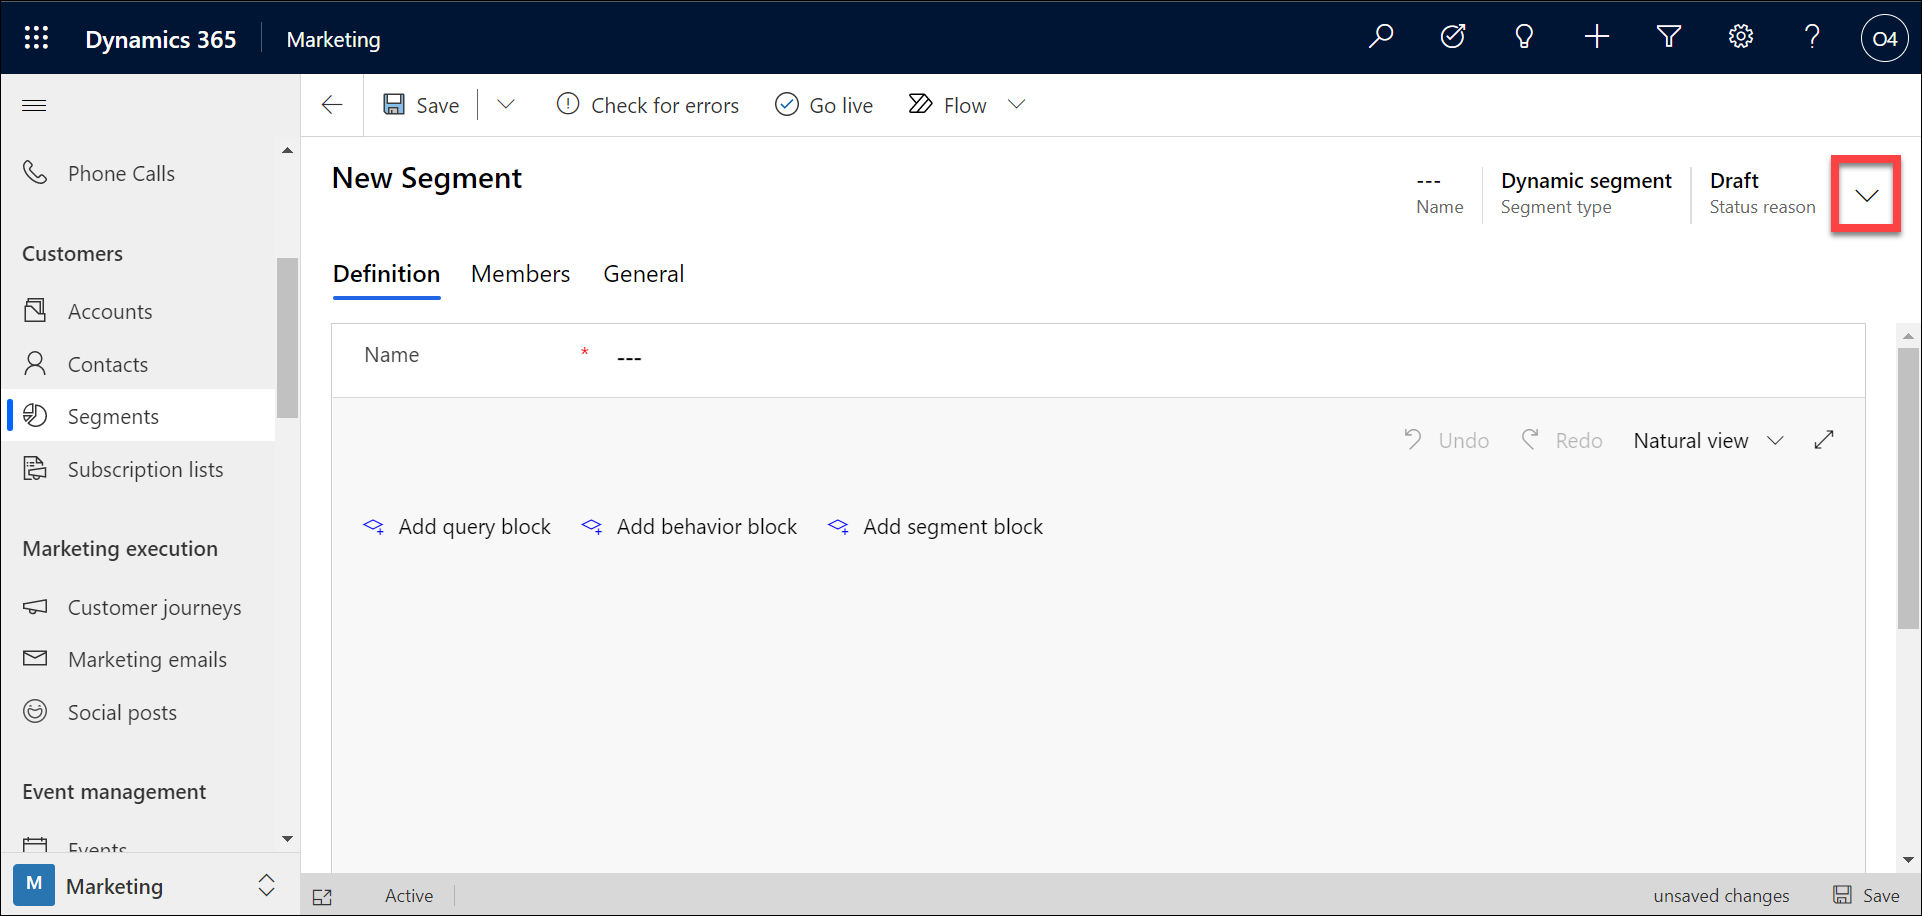 Dynamics 365 Marketing O4
Save Check for errors Go live Flow
Phone Calls
Customers
Accounts
Contacts
Segments
Subscription lists
Marketing execution
Customer journeys
Marketing emails
Social posts
Event management
Events
M Marketing
New Segment
--- Dynamic segment Draft
Name Segment type Status reason
Definition Members General
Name * ---
Undo Redo Natural view
Add query block Add behavior block Add segment block
Active unsaved changes Save